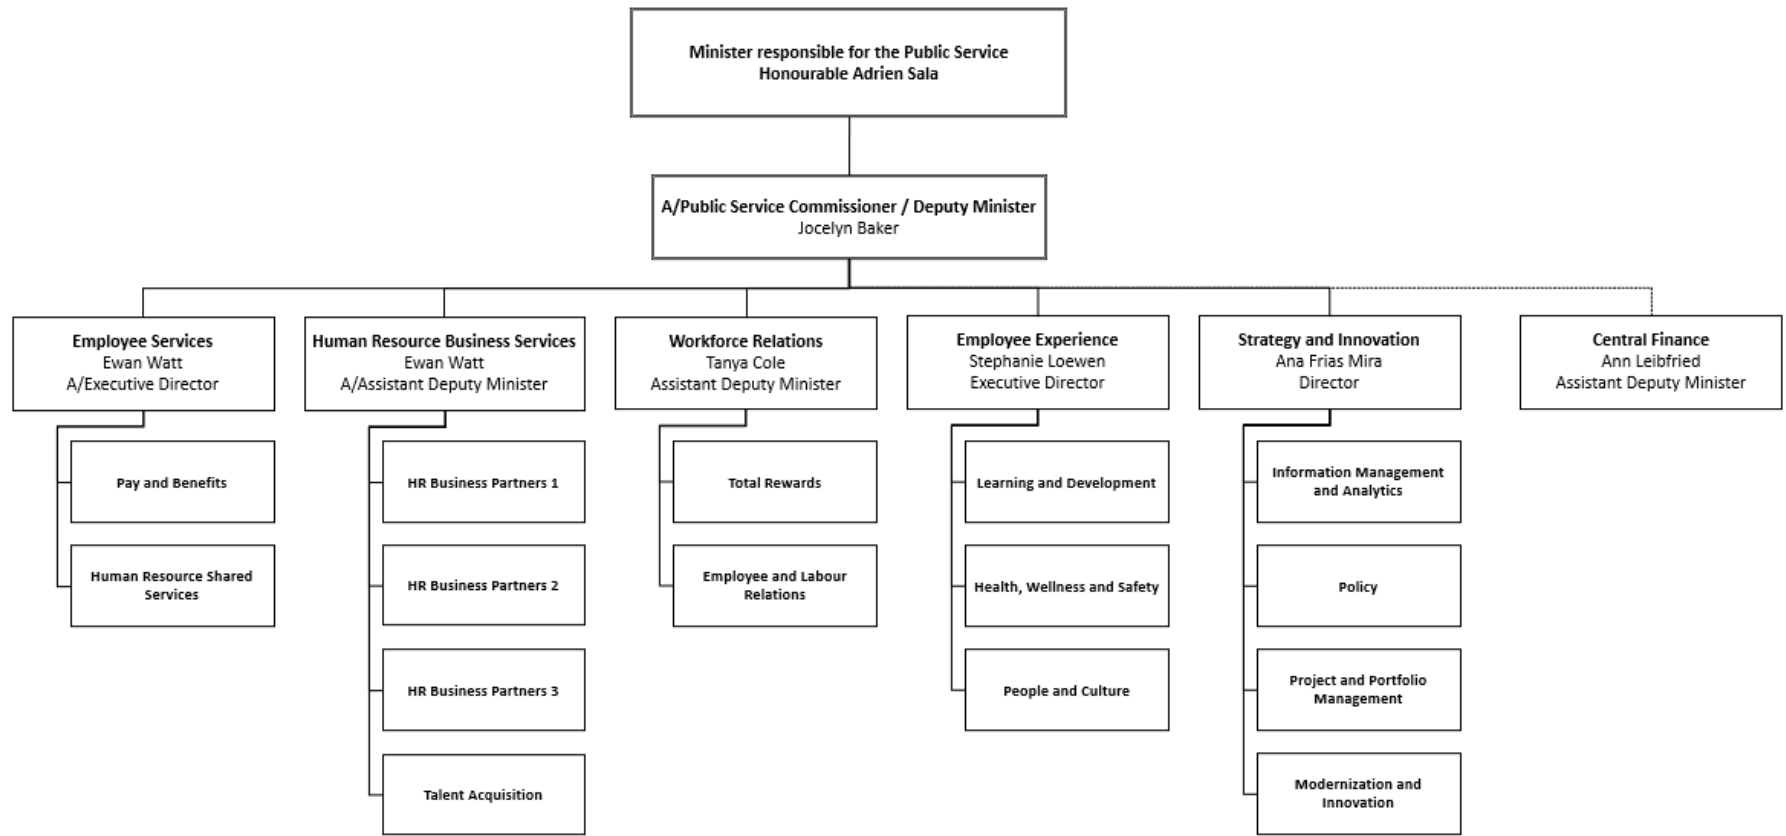 Minister responsible for the Public Service
Honourable Adrien Sala
A/Public Service Commissioner / Deputy Minister
Jocelyn Baker
Employee Services
Ewan Watt
A/Executive Director
Human Resource Business Services
Ewan Watt
A/Assistant Deputy Minister
Workforce Relations
Tanya Cole
Assistant Deputy Minister
Employee Experience
Stephanie Loewen
Executive Director
Strategy and Innovation
Ana Frias Mira
Director
Central Finance
Ann Leibfried
Assistant Deputy Minister
Pay and Benefits
Human Resource Shared
Services
HR Business Partners 1
HR Business Partners 2
HR Business Partners 3
Talent Acquisition
Total Rewards
Employee and Labour
Relations
Learning and Development
Health, Wellness and Safety
People and Culture
Information Management
and Analytics
Policy
Project and Portfolio
Management
Modernization and
Innovation